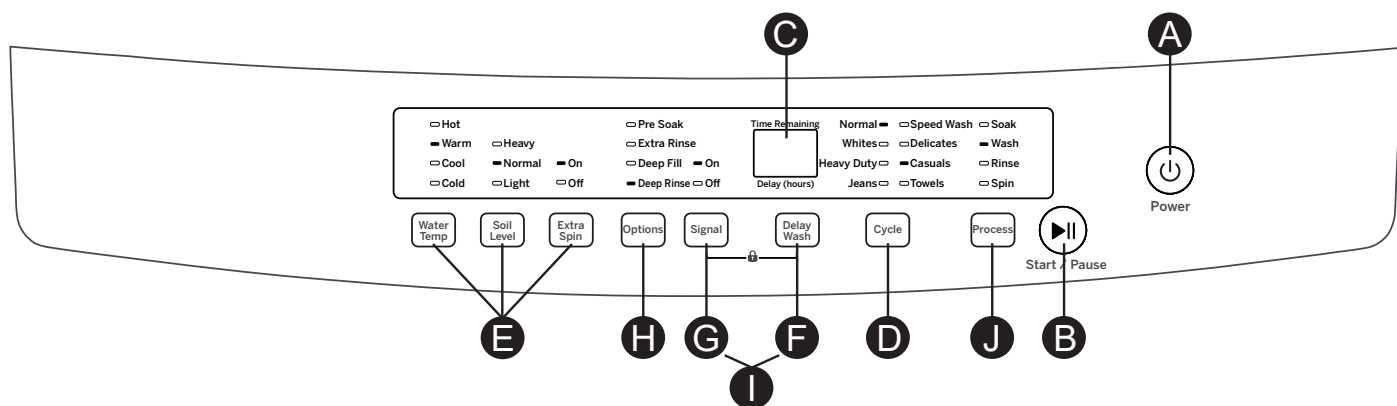 C
A
Hot
Warm
Cool
Cold
Heavy
Normal
Light
On
Off
Pre Soak
Extra Rinse
Deep Fill
Deep Rinse
On
Off
Time Remaining
Delay (hours)
Normal
Whites
Heavy Duty
Jeans
Speed Wash
Delicates
Casuals
Towels
Soak
Wash
Rinse
Spin
Power
Water
Temp
Soil
Level
Extra
Spin
Options
Signal
Delay
Wash
Cycle
Process
Start / Pause
E
H
G
F
D
J
B
I